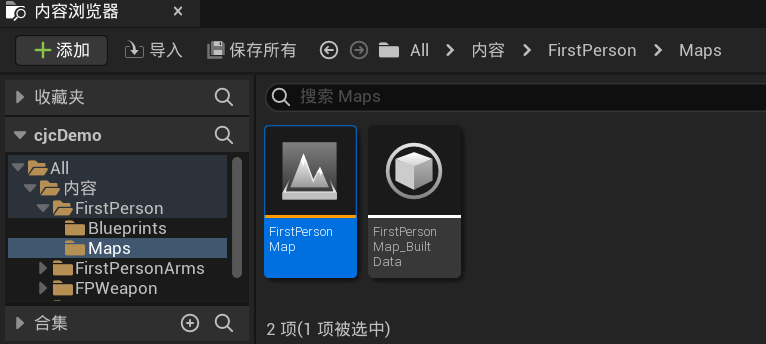 内容浏览器
添加 导入 保存所有 All 内容 FirstPerson Maps
收藏夹
搜索 Maps
cjcDemo
All
内容
FirstPerson
Blueprints
Maps
FirstPersonArms
FPWeapon
合集
FirstPerson
Map
FirstPerson
Map_Built
Data
2 项(1 项被选中)